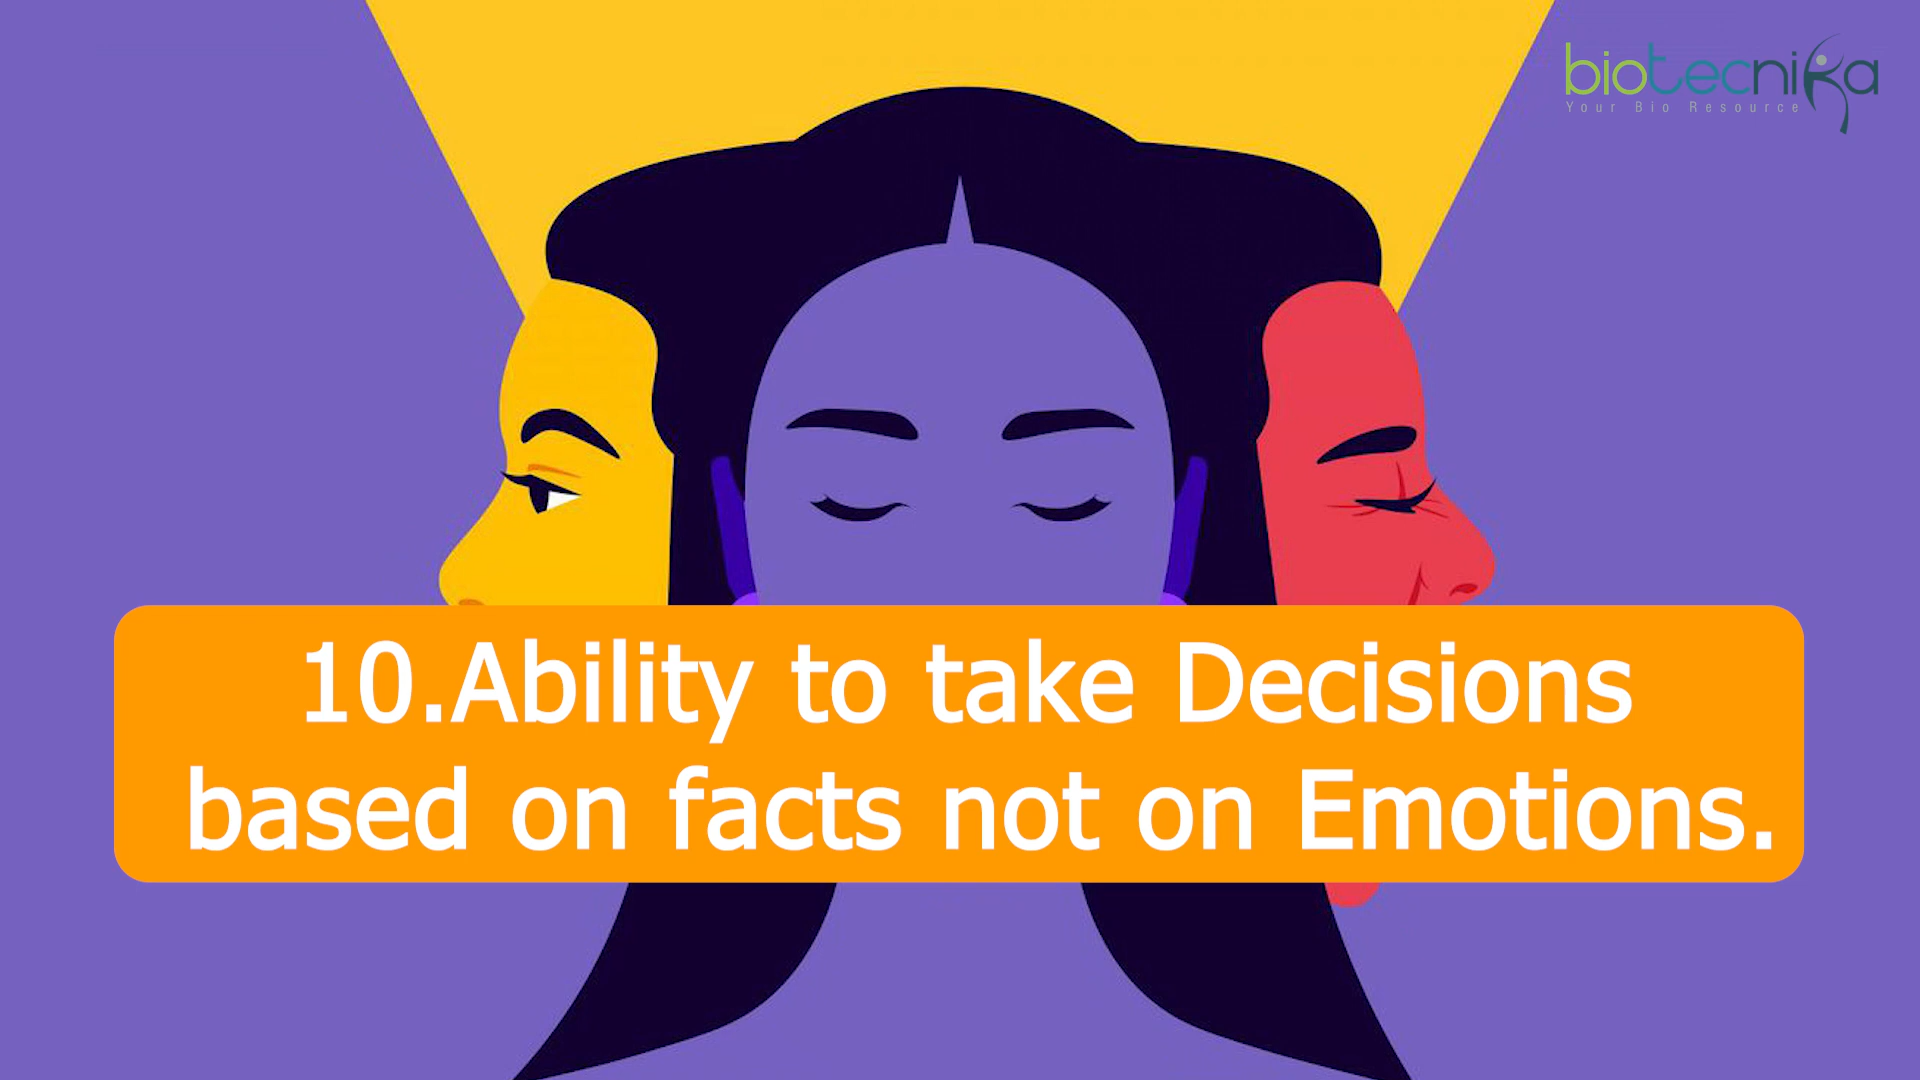 biotecnika
Your Bio Resource
10.Ability to take Decisions
based on facts not on Emotions.